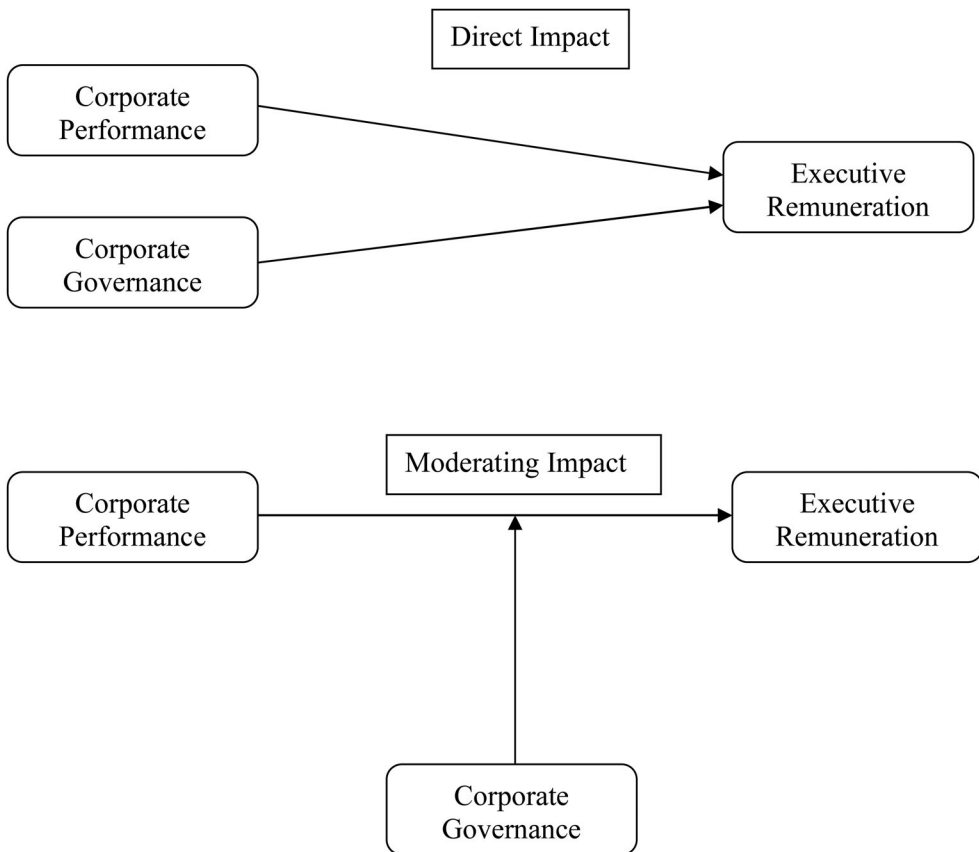 Direct Impact
Corporate
Performance
Executive
Remuneration
Corporate
Governance
Moderating Impact
Corporate
Performance
Executive
Remuneration
Corporate
Governance